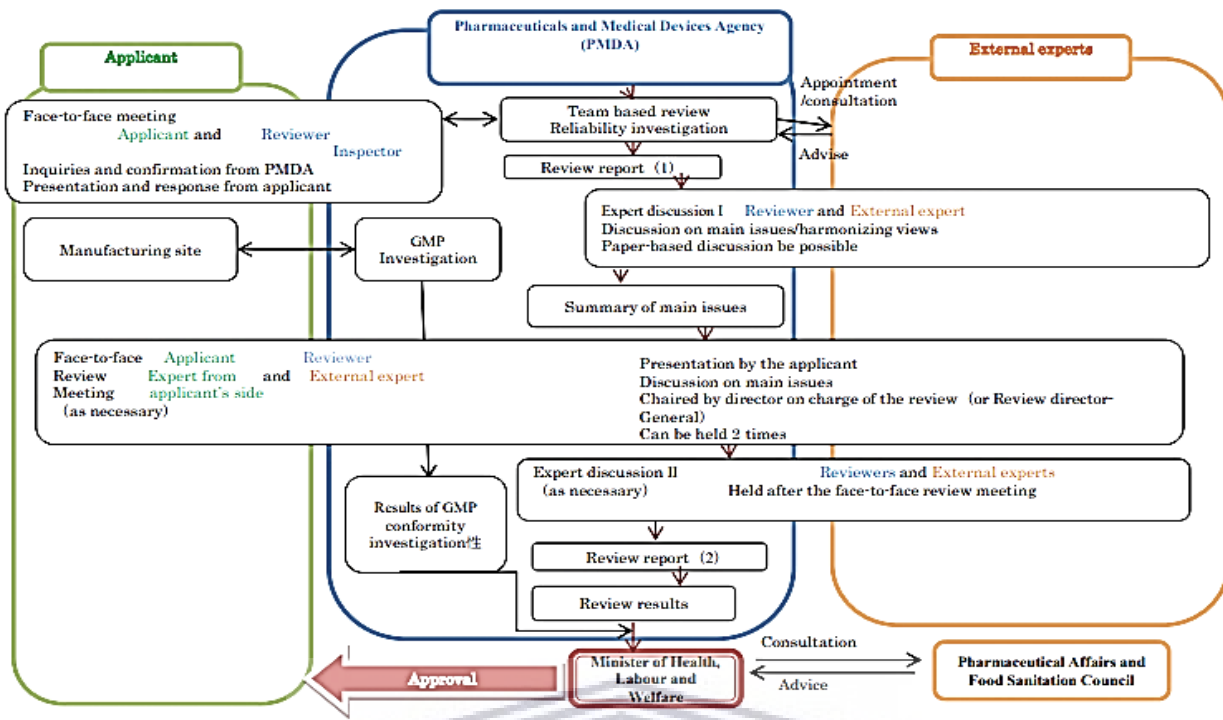 Pharmaceuticals and Medical Devices Agency
(PMDA)
Applicant
External experts
Appointment
/consultation
Team based review
Reliability investigation
Advise
Face-to-face meeting
Applicant and Reviewer
Inspector
Inquiries and confirmation from PMDA
Presentation and response from applicant
Review report (1)
Expert discussion I Reviewer and External expert
Discussion on main issues/harmonizing views
Paper-based discussion be possible
Manufacturing site
GMP
Investigation
Summary of main issues
Face-to-face Applicant Reviewer
Review Expert from and External expert
Meeting applicant's side
(as necessary)
Presentation by the applicant
Discussion on main issues
Chaired by director on charge of the review (or Review director-
General)
Can be held 2 times
Expert discussion II Reviewers and External experts
(as necessary) Held after the face-to-face review meeting
Results of GMP
conformity
investigation性
Review report (2)
Review results
Minister of Health,
Labour and
Welfare
Approval
Consultation
Advice
Pharmaceutical Affairs and
Food Sanitation Council